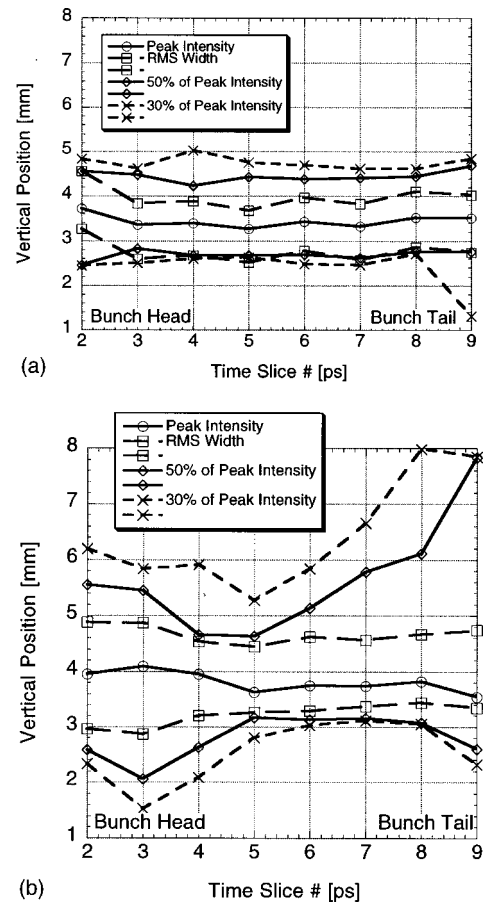 8
7
6
5
4
3
2
1
Vertical Position [mm]
Peak Intensity
RMS Width
50% of Peak Intensity
30% of Peak Intensity
Bunch Head
Bunch Tail
2 3 4 5 6 7 8 9
(a)
Time Slice # [ps]
Peak Intensity
RMS Width
50% of Peak Intensity
30% of Peak Intensity
8
7
6
5
4
3
2
1
Vertical Position [mm]
Bunch Head
Bunch Tail
2 3 4 5 6 7 8 9
(b)
Time Slice # [ps]